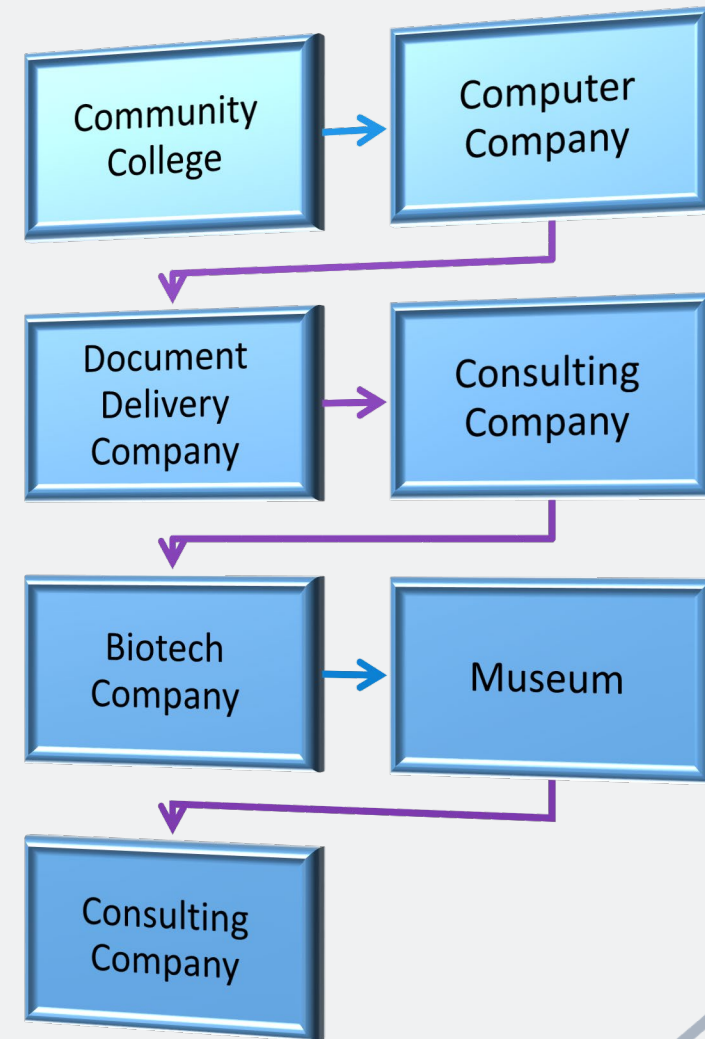 Community
College
Computer
Company
Document
Delivery
Company
Consulting
Company
Biotech
Company
Museum
Consulting
Company